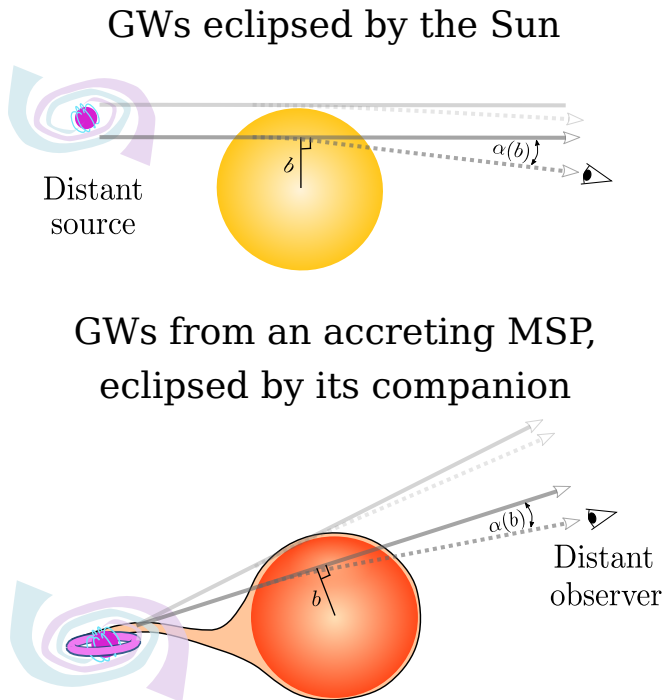 GWs eclipsed by the Sun
α(b)
b
Distant
source
GWs from an accreting MSP,
eclipsed by its companion
α(b)
Distant
observer
b